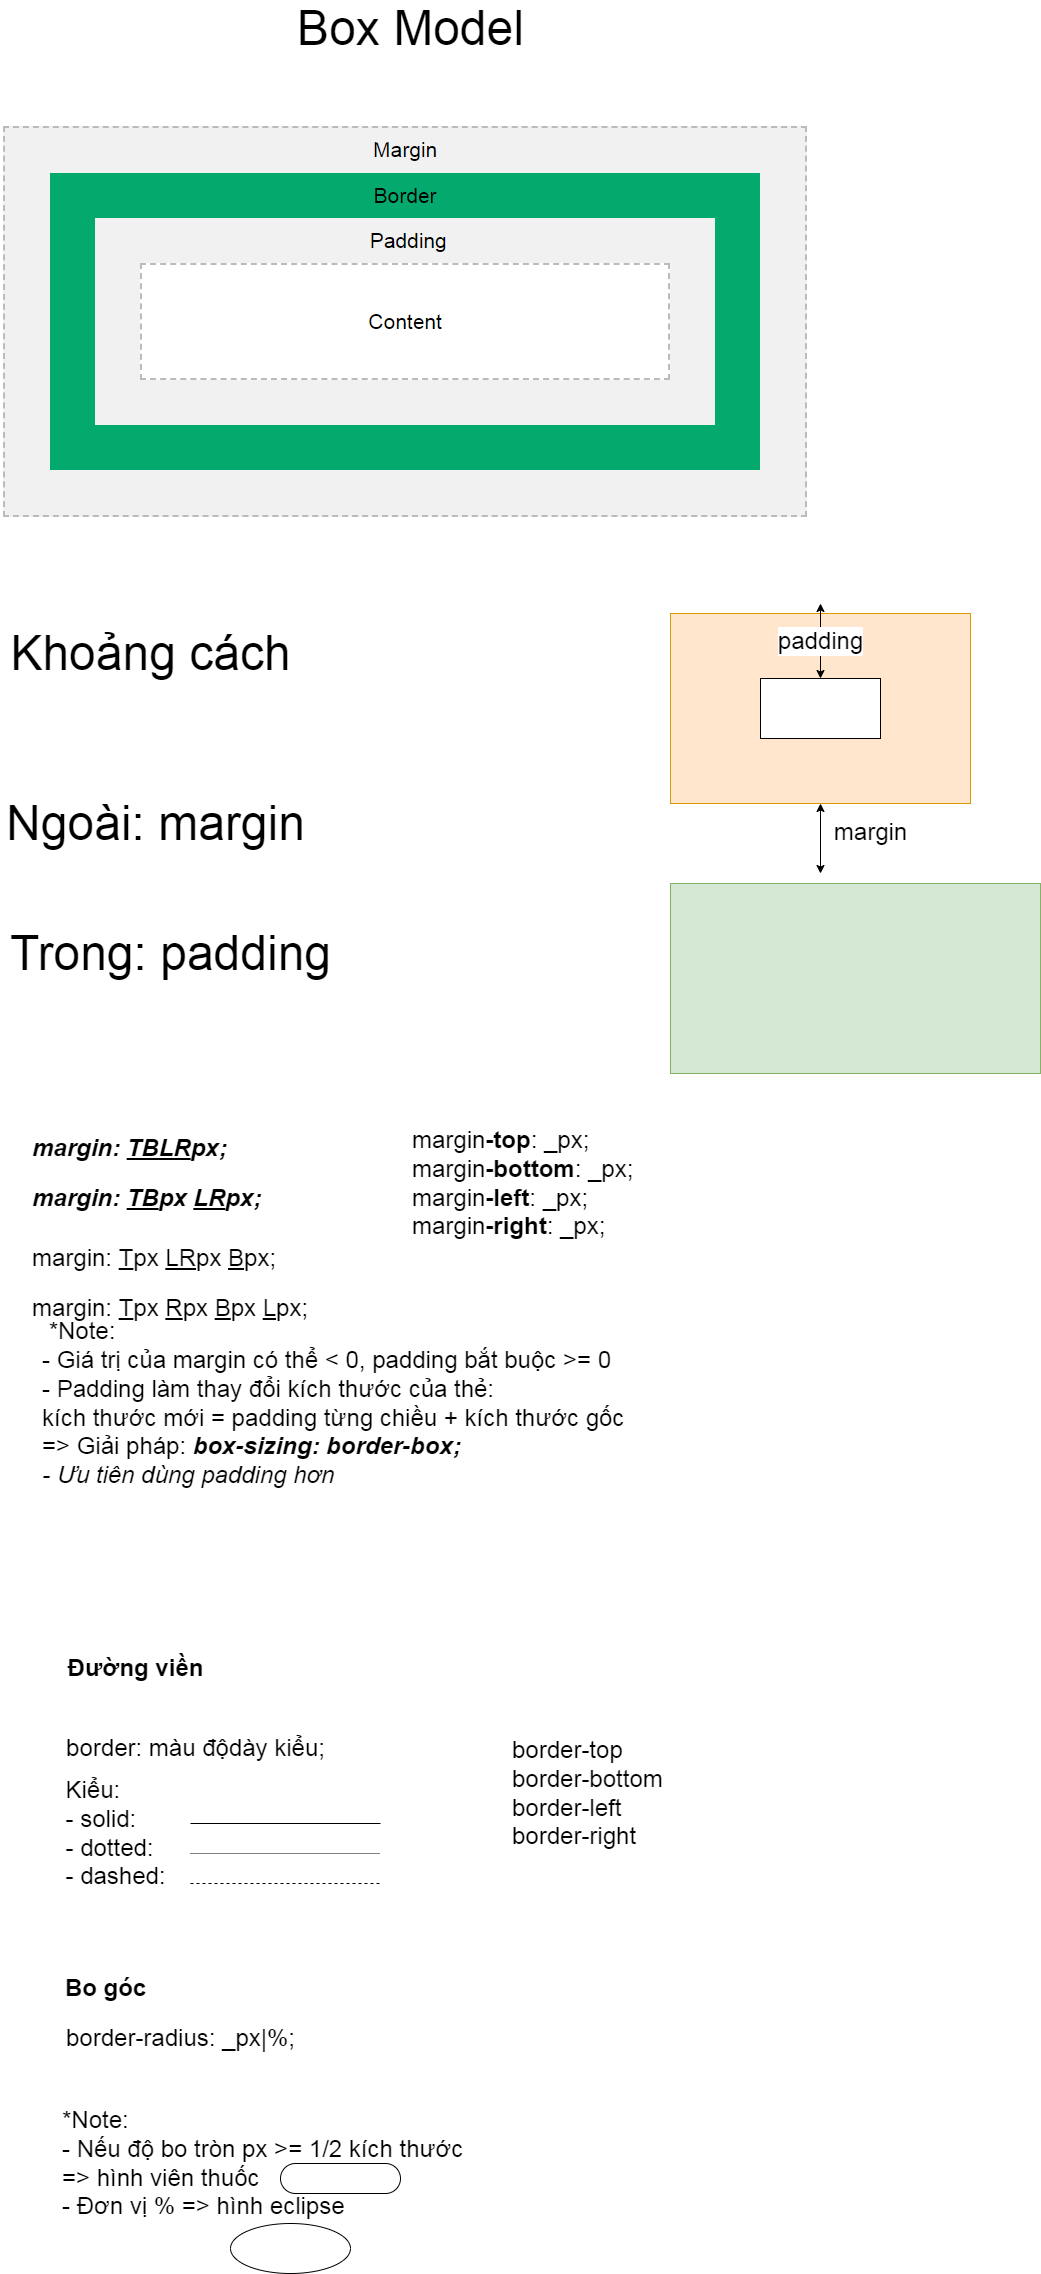 Box Model
Margin
Border
Padding
Content
Khoảng cách
padding
Ngoài: margin
margin
Trong: padding
margin: TBLRpx;
margin: TBpx LRpx;
margin: Tpx LRpx Bpx;
margin: Tpx Rpx Bpx Lpx;
margin-top: _px;
margin-bottom: _px;
margin-left: _px;
margin-right: _px;
*Note:
- Giá trị của margin có thể < 0, padding bắt buộc >= 0
- Padding làm thay đổi kích thước của thẻ:
kích thước mới = padding từng chiều + kích thước gốc
=> Giải pháp: box-sizing: border-box;
- Ưu tiên dùng padding hơn
Đường viền
border: màu độdày kiểu;
Kiểu:
- solid:
- dotted:
- dashed:
border-top
border-bottom
border-left
border-right
Bo góc
border-radius: _px|%;
*Note:
- Nếu độ bo tròn px >= 1/2 kích thước
=> hình viên thuốc
- Đơn vị % => hình eclipse